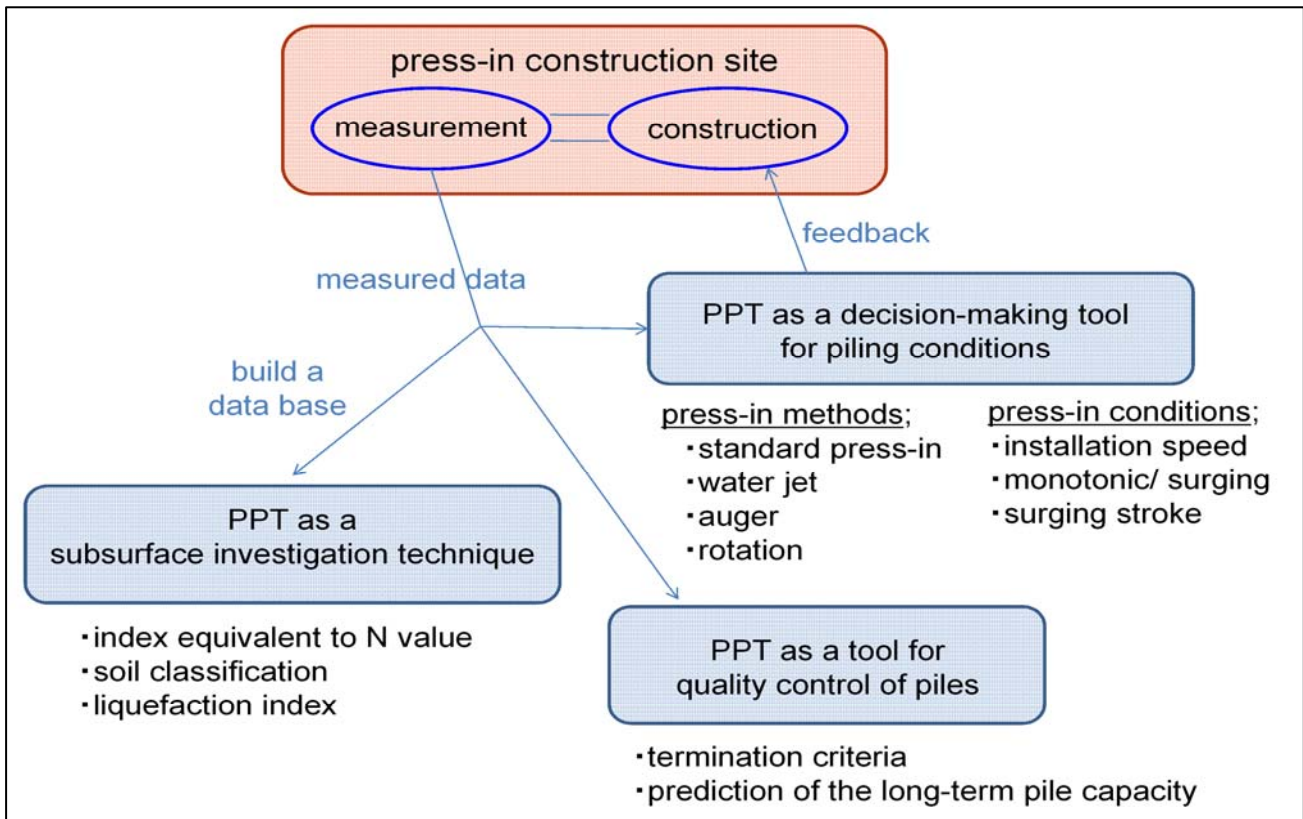 press-in construction site
measurement
construction
feedback
measured data
PPT as a decision-making tool
for piling conditions
build a
data base
press-in methods;
・standard press-in
・water jet
・auger
・rotation
press-in conditions;
・installation speed
・monotonic/ surging
・surging stroke
PPT as a
subsurface investigation technique
・index equivalent to N value
・soil classification
・liquefaction index
PPT as a tool for
quality control of piles
・termination criteria
・prediction of the long-term pile capacity